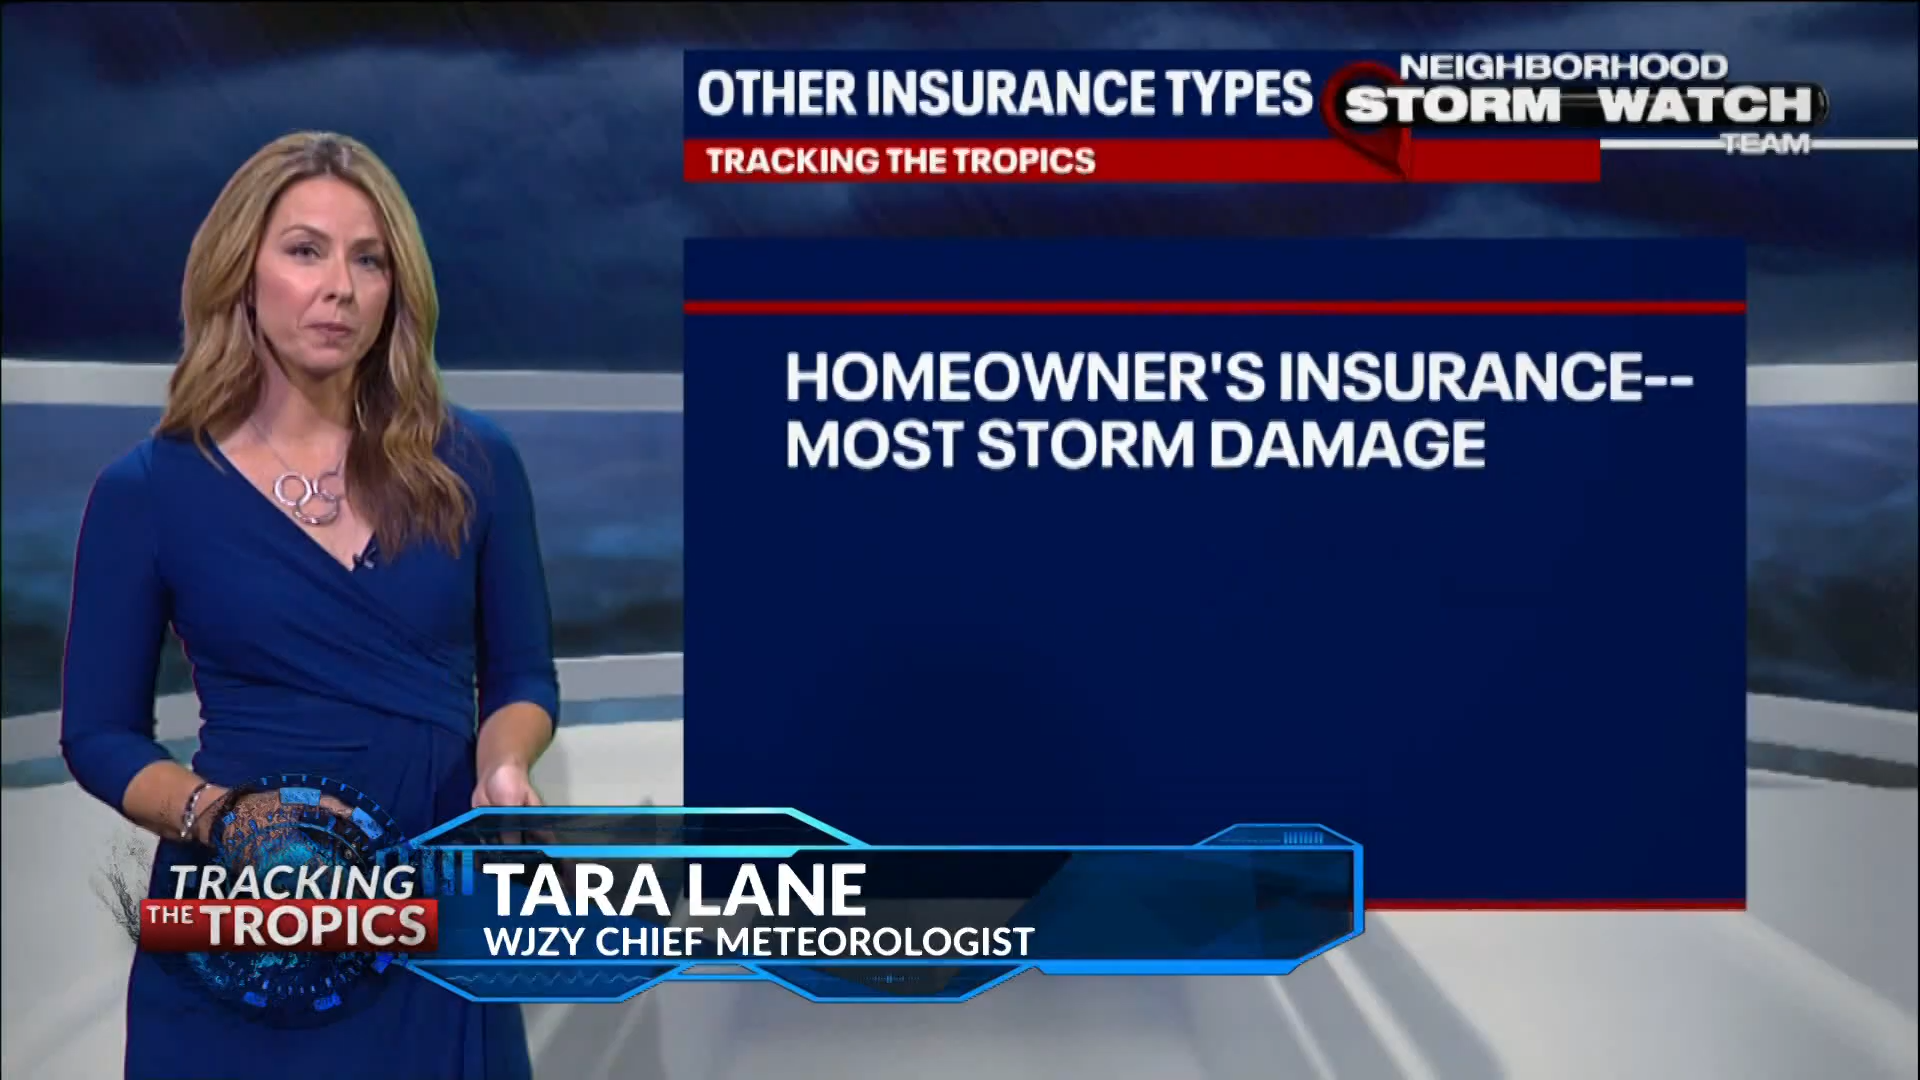 OTHER INSURANCE TYPES
NEIGHBORHOOD
STORM WATCH
TEAM
TRACKING THE TROPICS
HOMEOWNER'S INSURANCE--
MOST STORM DAMAGE
TRACKING
THE TROPICS
TARA LANE
WJZY CHIEF METEOROLOGIST